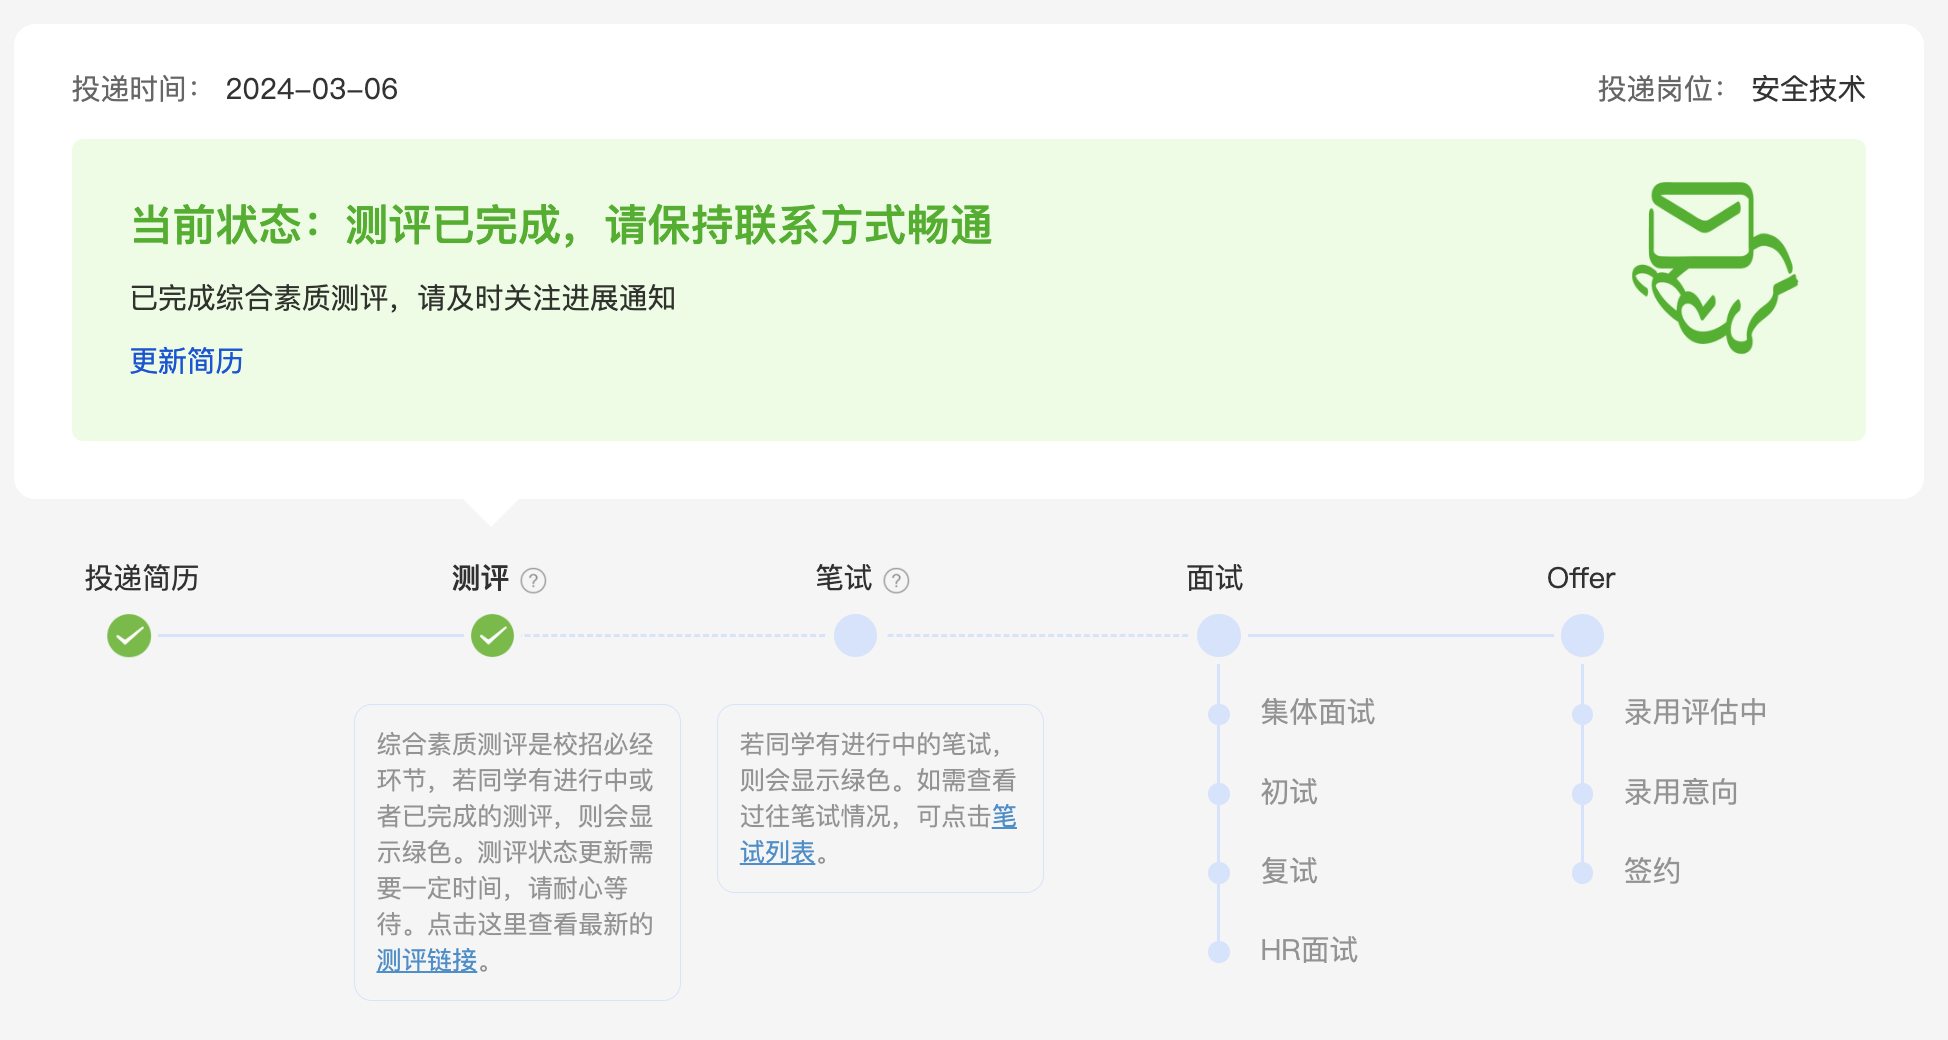 投递时间： 2024-03-06
投递岗位： 安全技术
当前状态：测评已完成，请保持联系方式畅通
已完成综合素质测评，请及时关注进展通知
更新简历
投递简历
测评 ?
笔试 ?
面试
Offer
综合素质测评是校招必经
环节，若同学有进行中或
者已完成的测评，则会显
示绿色。测评状态更新需
要一定时间，请耐心等
待。点击这里查看最新的
测评链接。
若同学有进行中的笔试，
则会显示绿色。如需查看
过往笔试情况，可点击笔
试列表。
集体面试
初试
复试
HR面试
录用评估中
录用意向
签约